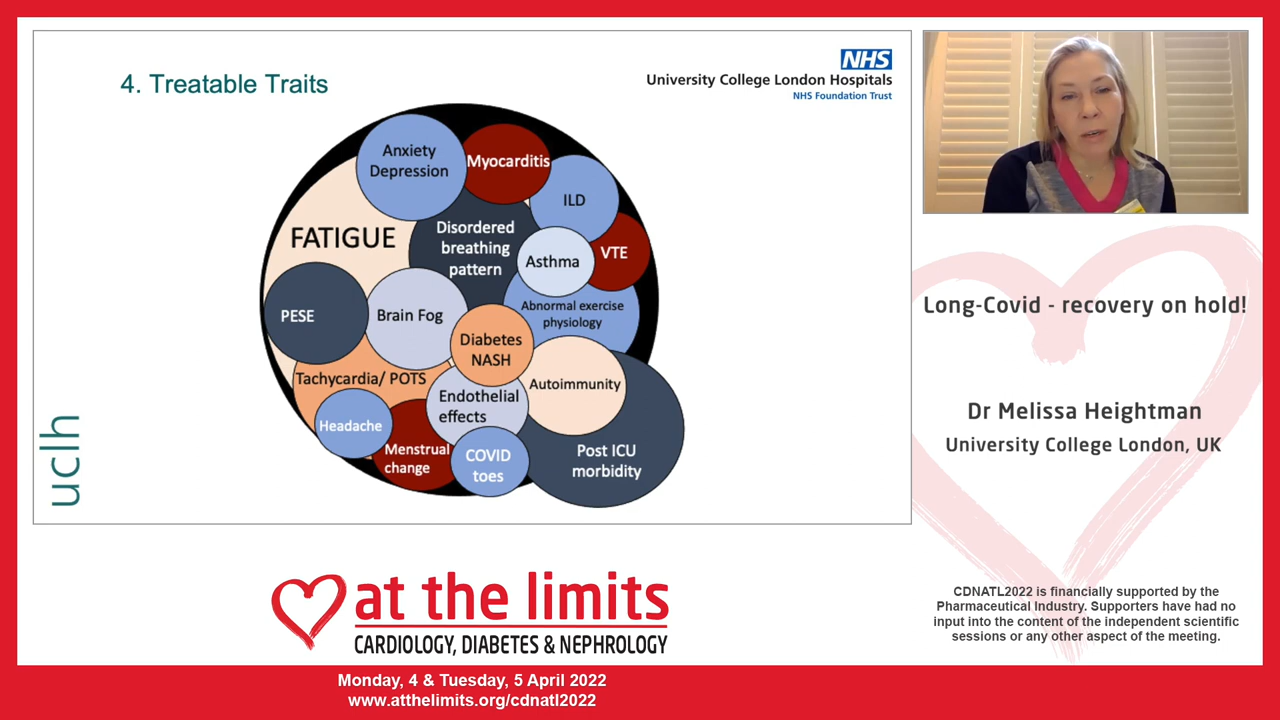 4. Treatable Traits
NHS
University College London Hospitals
NHS Foundation Trust
Anxiety
Depression
Myocarditis
ILD
FATIGUE
Disordered
breathing
pattern
Asthma
VTE
PESE
Brain Fog
Abnormal exercise
physiology
Diabetes
NASH
Tachycardia/ POTS
Autoimmunity
Endothelial
effects
Headache
Menstrual
change
COVID
toes
Post ICU
morbidity
uclh
Long-Covid - recovery on hold!
Dr Melissa Heightman
University College London, UK
CDNATL2022 is financially supported by the
Pharmaceutical Industry. Supporters have had no
input into the content of the independent scientific
sessions or any other aspect of the meeting.
at the limits
CARDIOLOGY, DIABETES & NEPHROLOGY
Monday, 4 & Tuesday, 5 April 2022
www.atthelimits.org/cdnatl2022